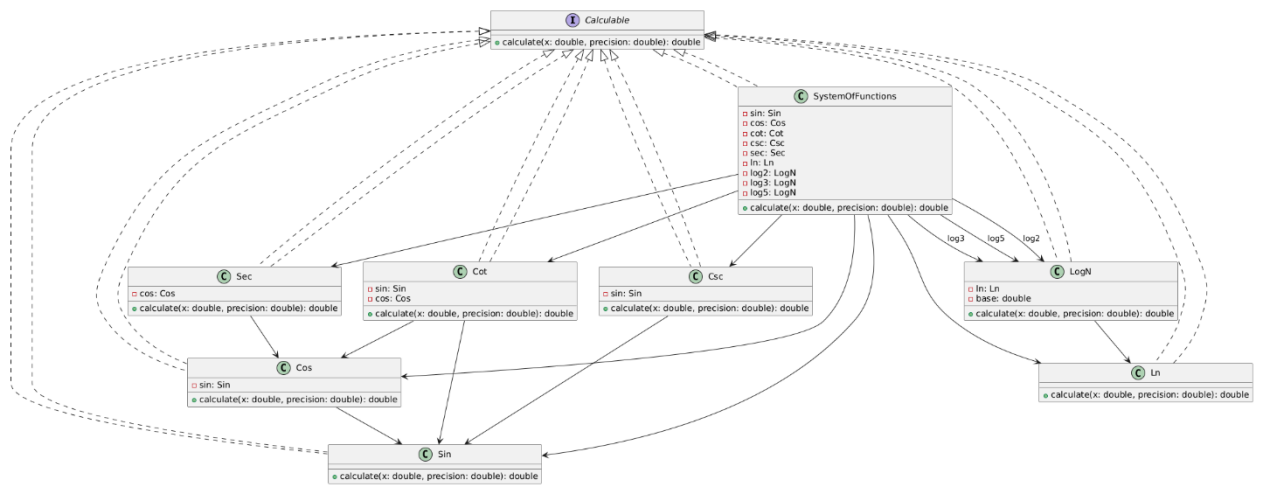 I Calculable
calculate(x: double, precision: double): double
C SystemOfFunctions
sin: Sin
cos: Cos
cot: Cot
csc: Csc
sec: Sec
ln: Ln
log2: LogN
log3: LogN
log5: LogN
calculate(x: double, precision: double): double
log3
log5
log2
C Sec
cos: Cos
calculate(x: double, precision: double): double
C Cot
sin: Sin
cos: Cos
calculate(x: double, precision: double): double
C Csc
sin: Sin
calculate(x: double, precision: double): double
C LogN
ln: Ln
base: double
calculate(x: double, precision: double): double
C Cos
sin: Sin
calculate(x: double, precision: double): double
C Ln
calculate(x: double, precision: double): double
C Sin
calculate(x: double, precision: double): double